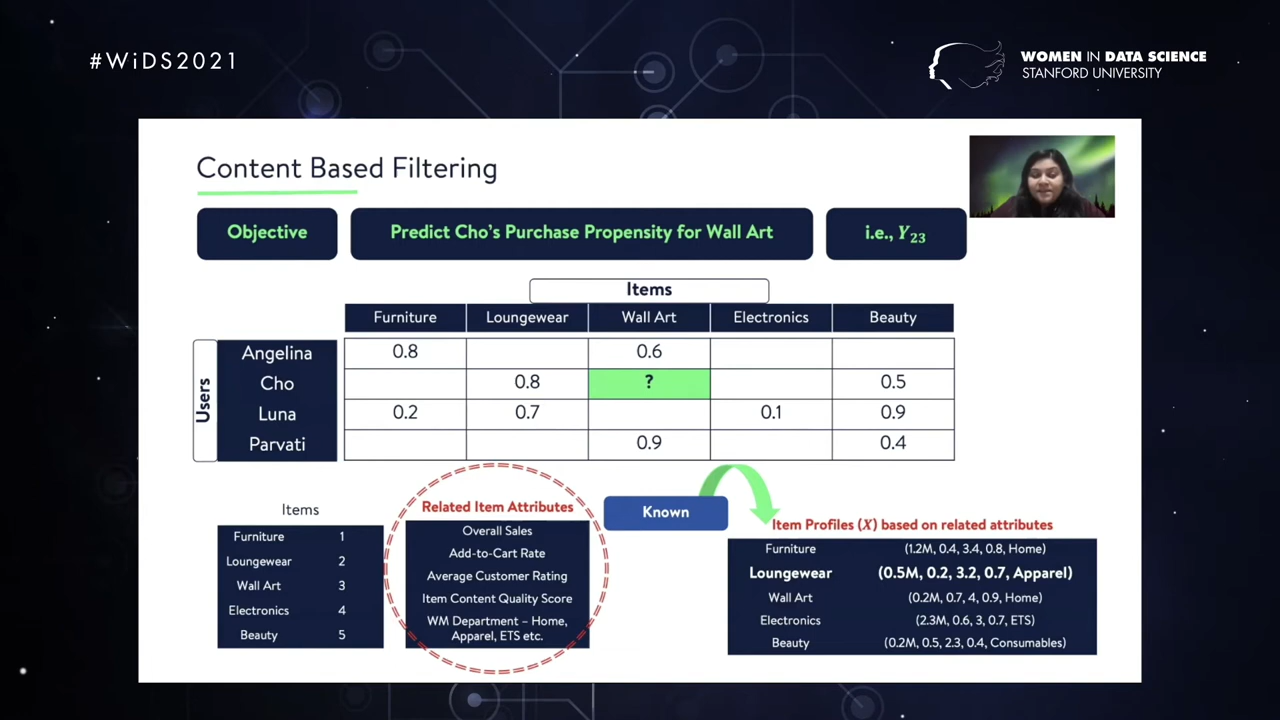 #WiDS2021
WOMEN IN DATA SCIENCE
STANFORD UNIVERSITY
Content Based Filtering
Objective
Predict Cho's Purchase Propensity for Wall Art
i.e., Y23
Items
Furniture Loungewear Wall Art Electronics Beauty
Users
Angelina 0.8 0.6
Cho 0.8 ? 0.5
Luna 0.2 0.7 0.1 0.9
Parvati 0.9 0.4
Items
Furniture 1
Loungewear 2
Wall Art 3
Electronics 4
Beauty 5
Related Item Attributes
Overall Sales
Add-to-Cart Rate
Average Customer Rating
Item Content Quality Score
WM Department – Home,
Apparel, ETS etc.
Known
Item Profiles (X) based on related attributes
Furniture (1.2M, 0.4, 3.4, 0.8, Home)
Loungewear (0.5M, 0.2, 3.2, 0.7, Apparel)
Wall Art (0.2M, 0.7, 4, 0.9, Home)
Electronics (2.3M, 0.6, 3, 0.7, ETS)
Beauty (0.2M, 0.5, 2.3, 0.4, Consumables)